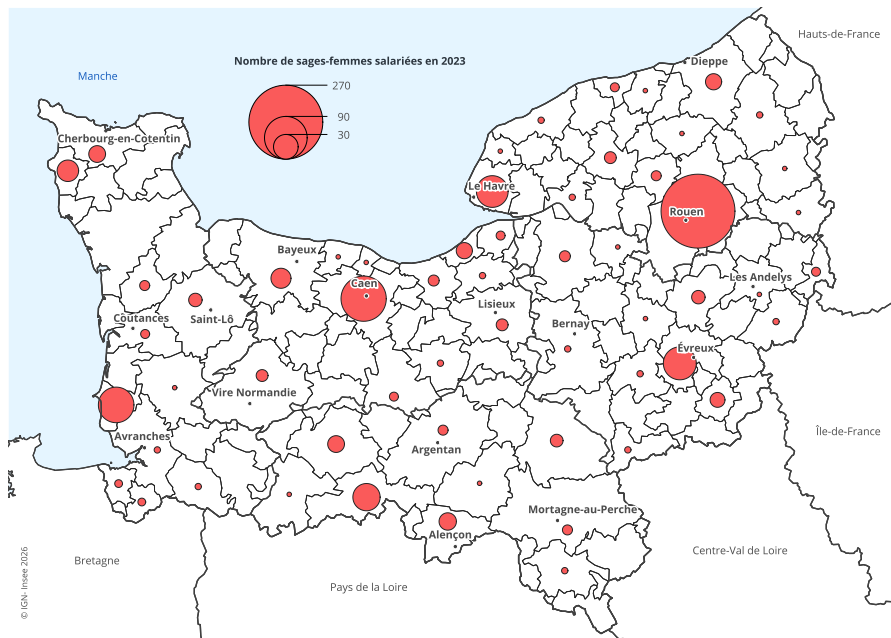 Hauts-de-France
Nombre de sages-femmes salariées en 2023
Dieppe
Manche
270
90
30
Cherbourg-en-Cotentin
Le Havre
Rouen
Bayeux
Les Andelys
Caen
Lisieux
Coutances
Saint-Lô
Bernay
Évreux
Vire Normandie
Île-de-France
Avranches
Argentan
Mortagne-au-Perche
Alençon
Centre-Val de Loire
Bretagne
Pays de la Loire
© IGN- Insee 2026